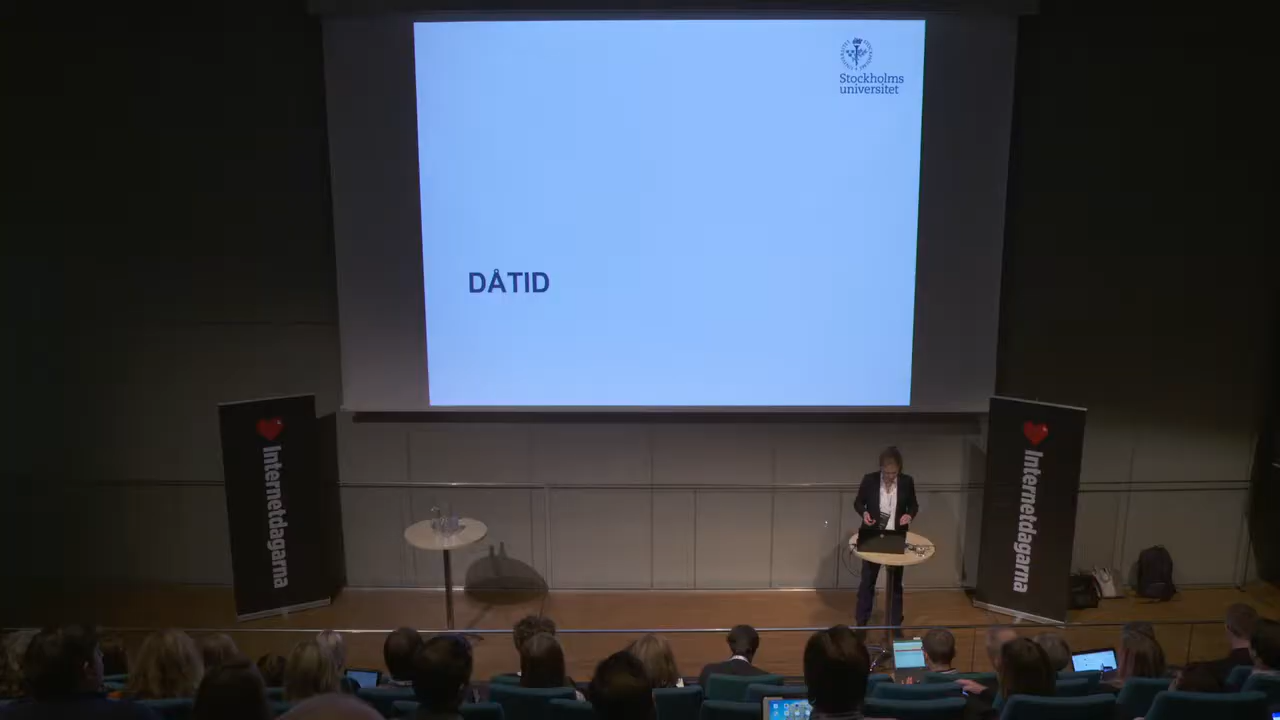 Stockholms
universitet
DÅTID
Internetdagarna
Internetdagarna